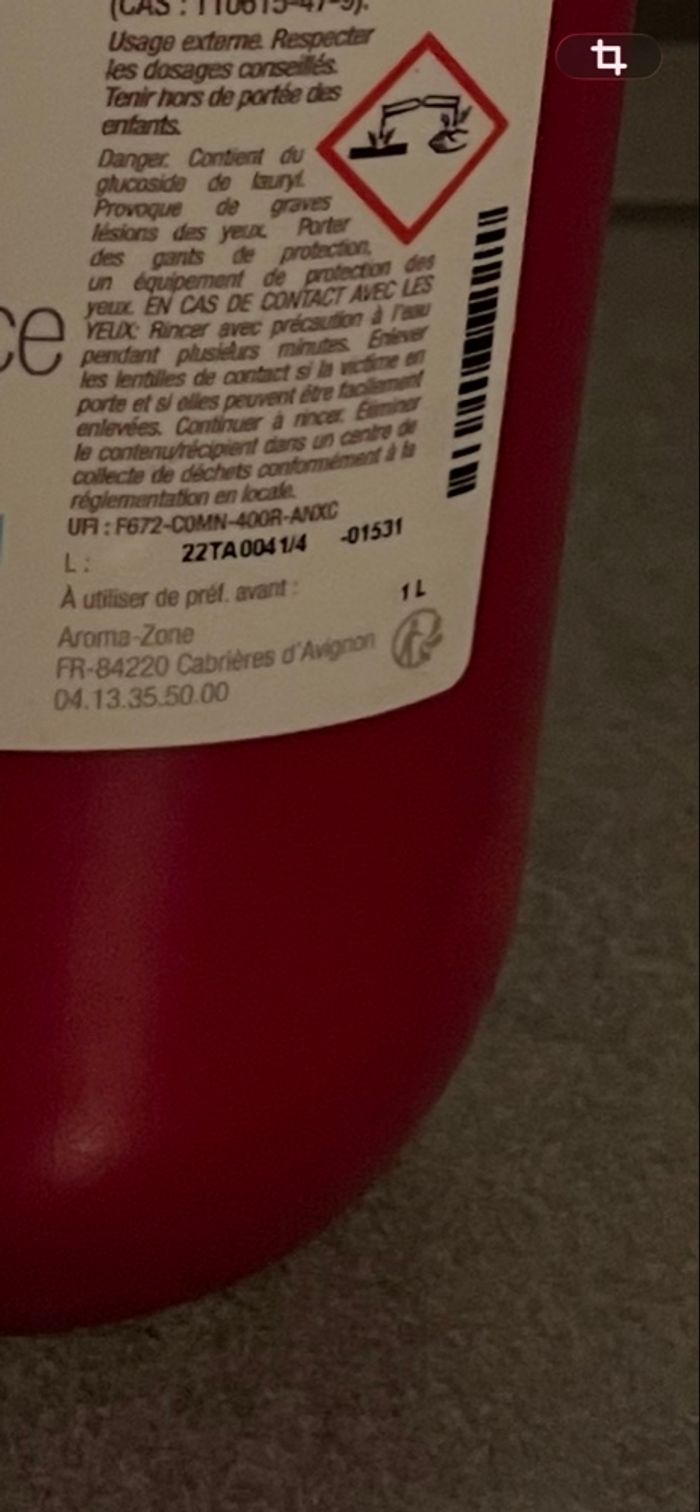 (CAS : 110615-47-9).
Usage externe. Respecter
les dosages conseillés.
Tenir hors de portée des
enfants.
Danger. Contient du
glucoside de lauryl.
Provoque de graves
lésions des yeux. Porter
des gants de protection,
un équipement de protection des
yeux. EN CAS DE CONTACT AVEC LES
YEUX: Rincer avec précaution à l'eau
pendant plusieurs minutes. Enlever
les lentilles de contact si la victime en
porte et si elles peuvent être facilement
enlevées. Continuer à rincer. Éliminer
le contenu/récipient dans un centre de
collecte de déchets conformément à la
réglementation en locale.
UFI : F672-C0MN-400R-ANXC
L : 22TA0041/4 -01531
À utiliser de préf. avant :
1 L
Aroma-Zone
FR-84220 Cabrières d'Avignon
04.13.35.50.00
ce